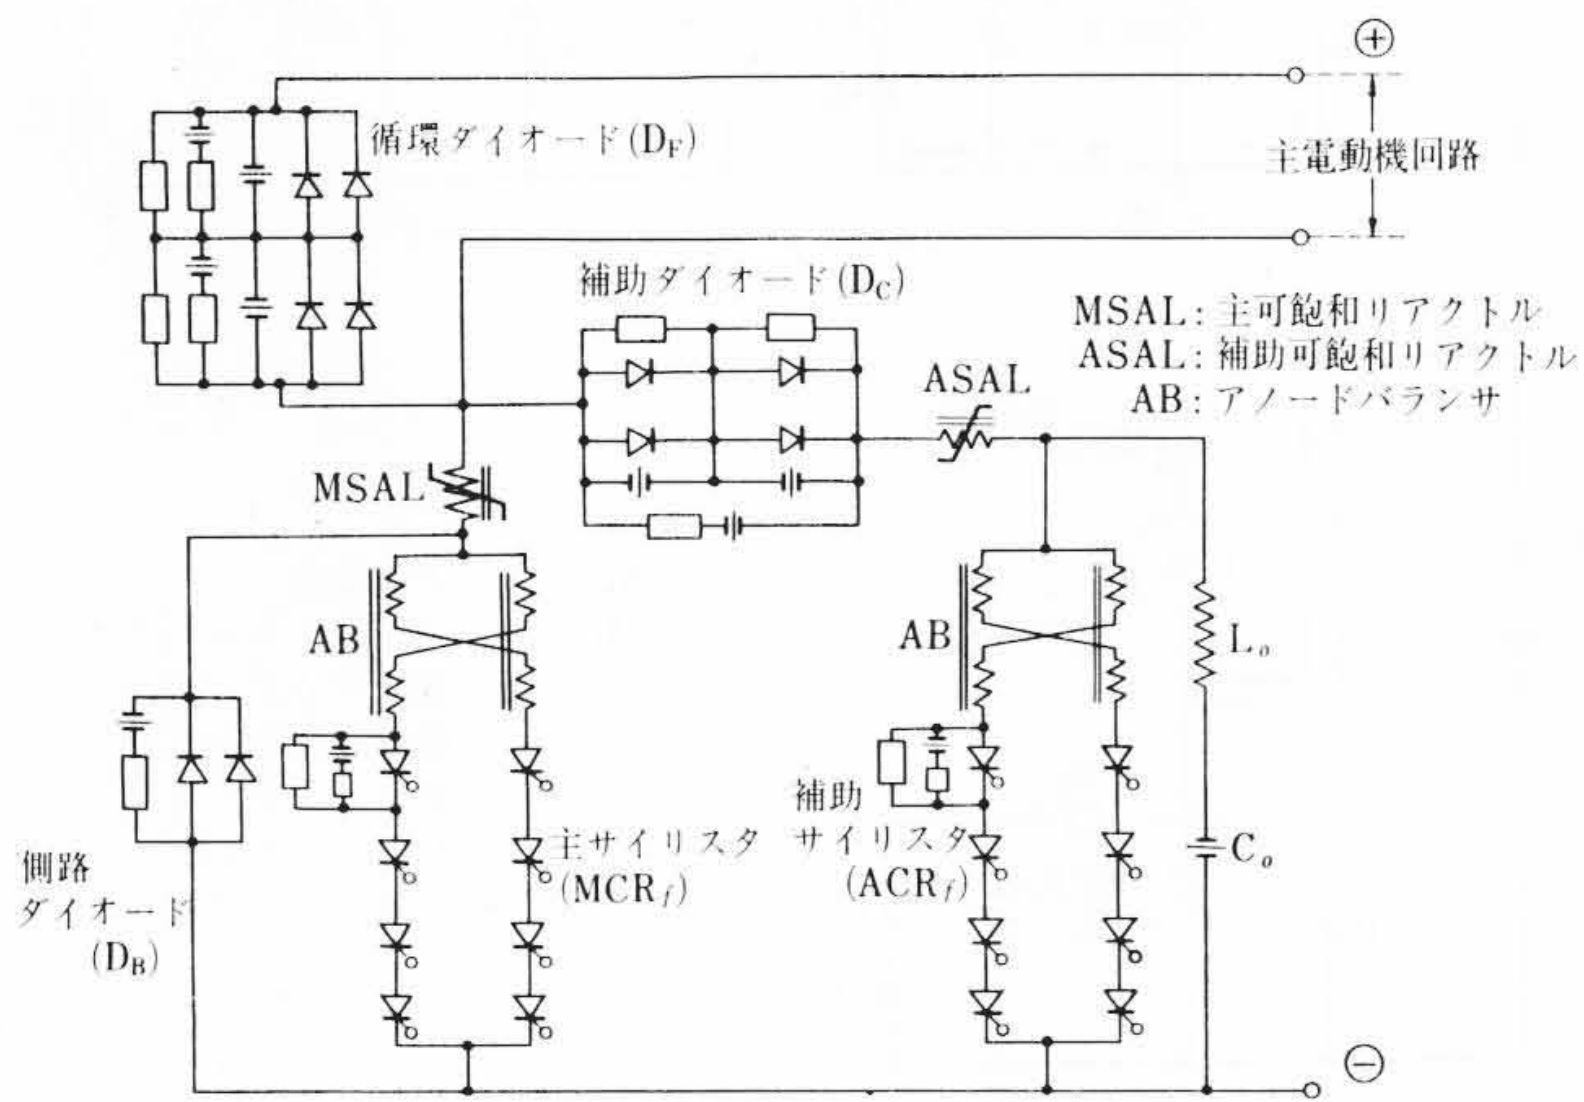 ⊕
循環ダイオード(D_F)
主電動機回路
補助ダイオード(D_C)
MSAL: 主可飽和リアクトル
ASAL: 補助可飽和リアクトル
AB: アノードバランサ
ASAL
MSAL
AB
AB
L_o
C_o
側路
ダイオード
(D_B)
主サイリスタ
(MCR_f)
補助
サイリスタ
(ACR_f)
⊖